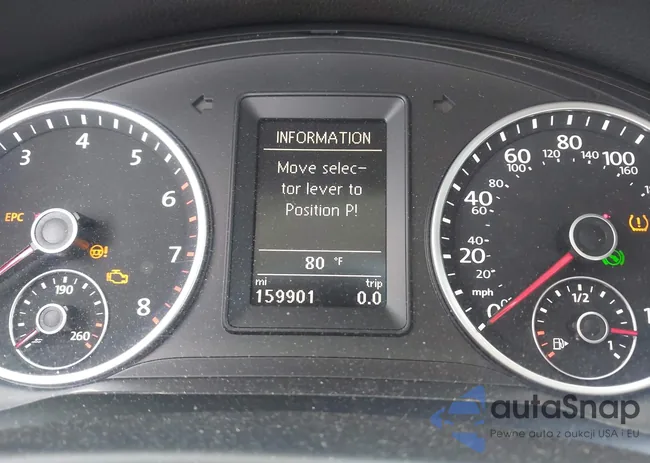 INFORMATION
Move selec-
tor lever to
Position P!
80 °F
mi trip
159901 0.0
3 4 5 6 7 8
EPC
190
260
0 20 40 60 80 100
20 60 80 100 120 140 160
mph
1/2
1
autaSnap
Pewne auta z aukcji USA i EU